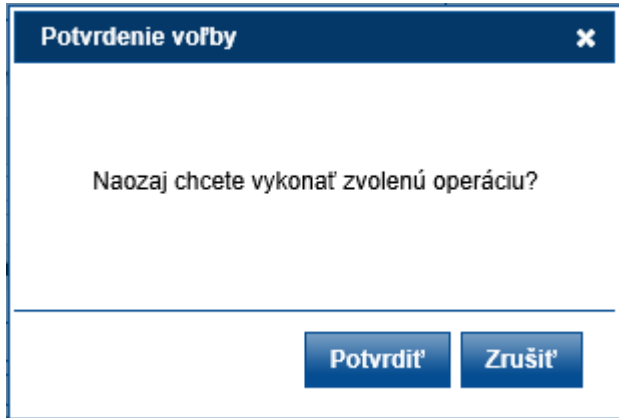 Potvrdenie voľby
Naozaj chcete vykonať zvolenú operáciu?
Potvrdiť
Zrušiť